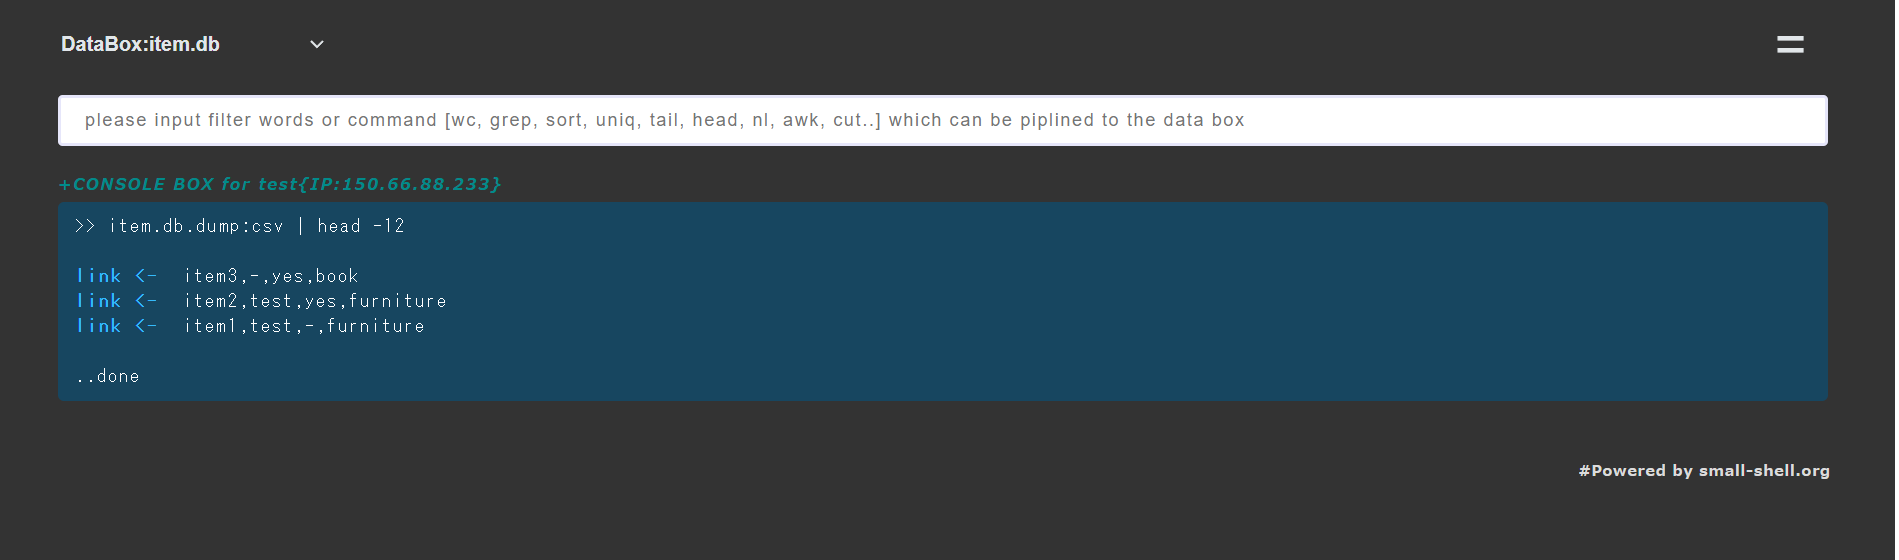 DataBox:item.db
please input filter words or command [wc, grep, sort, uniq, tail, head, nl, awk, cut..] which can be piplined to the data box
+CONSOLE BOX for test{IP:150.66.88.233}
>> item.db.dump:csv | head -12
link <- item3,-,yes,book
link <- item2,test,yes,furniture
link <- item1,test,-,furniture
..done
#Powered by small-shell.org